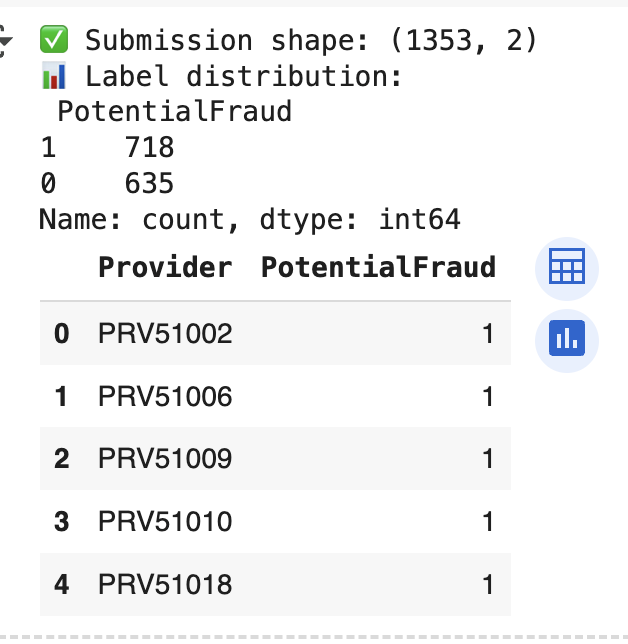 ✅ Submission shape: (1353, 2)
📊 Label distribution:
PotentialFraud
1 718
0 635
Name: count, dtype: int64
Provider PotentialFraud
0 PRV51002 1
1 PRV51006 1
2 PRV51009 1
3 PRV51010 1
4 PRV51018 1